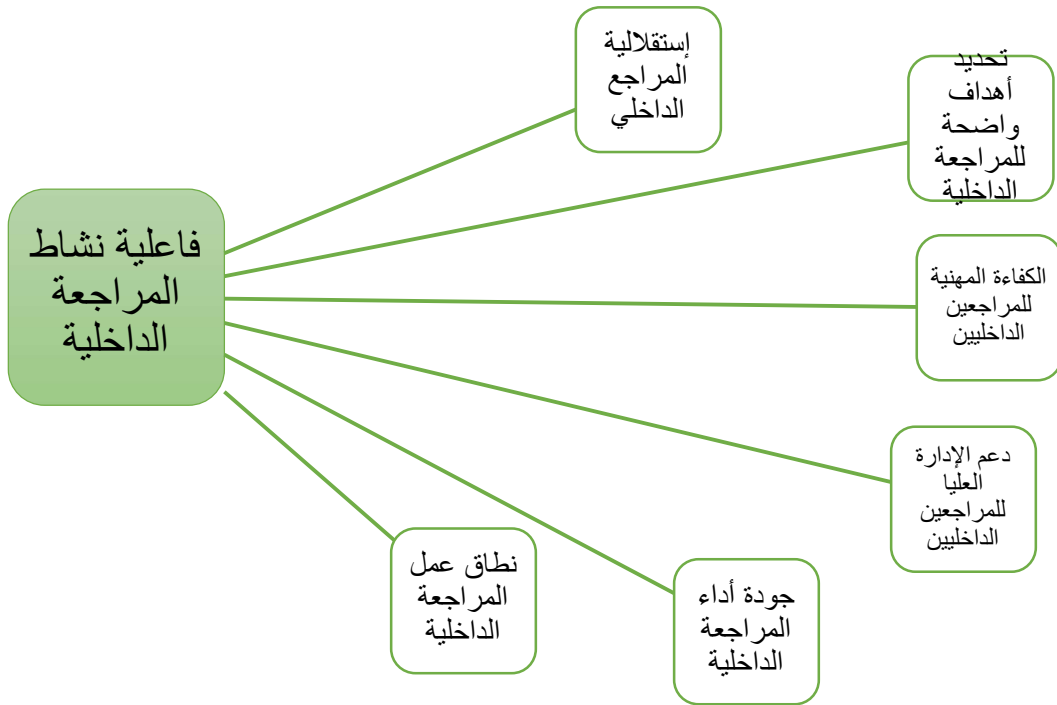 فاعلية نشاط
المراجعة
الداخلية
إستقلالية
المراجع
الداخلي
تحديد
أهداف
واضحة
للمراجعة
الداخلية
الكفاءة المهنية
للمراجعين
الداخليين
دعم الإدارة
العليا
للمراجعين
الداخليين
جودة أداء
المراجعة
الداخلية
نطاق عمل
المراجعة
الداخلية